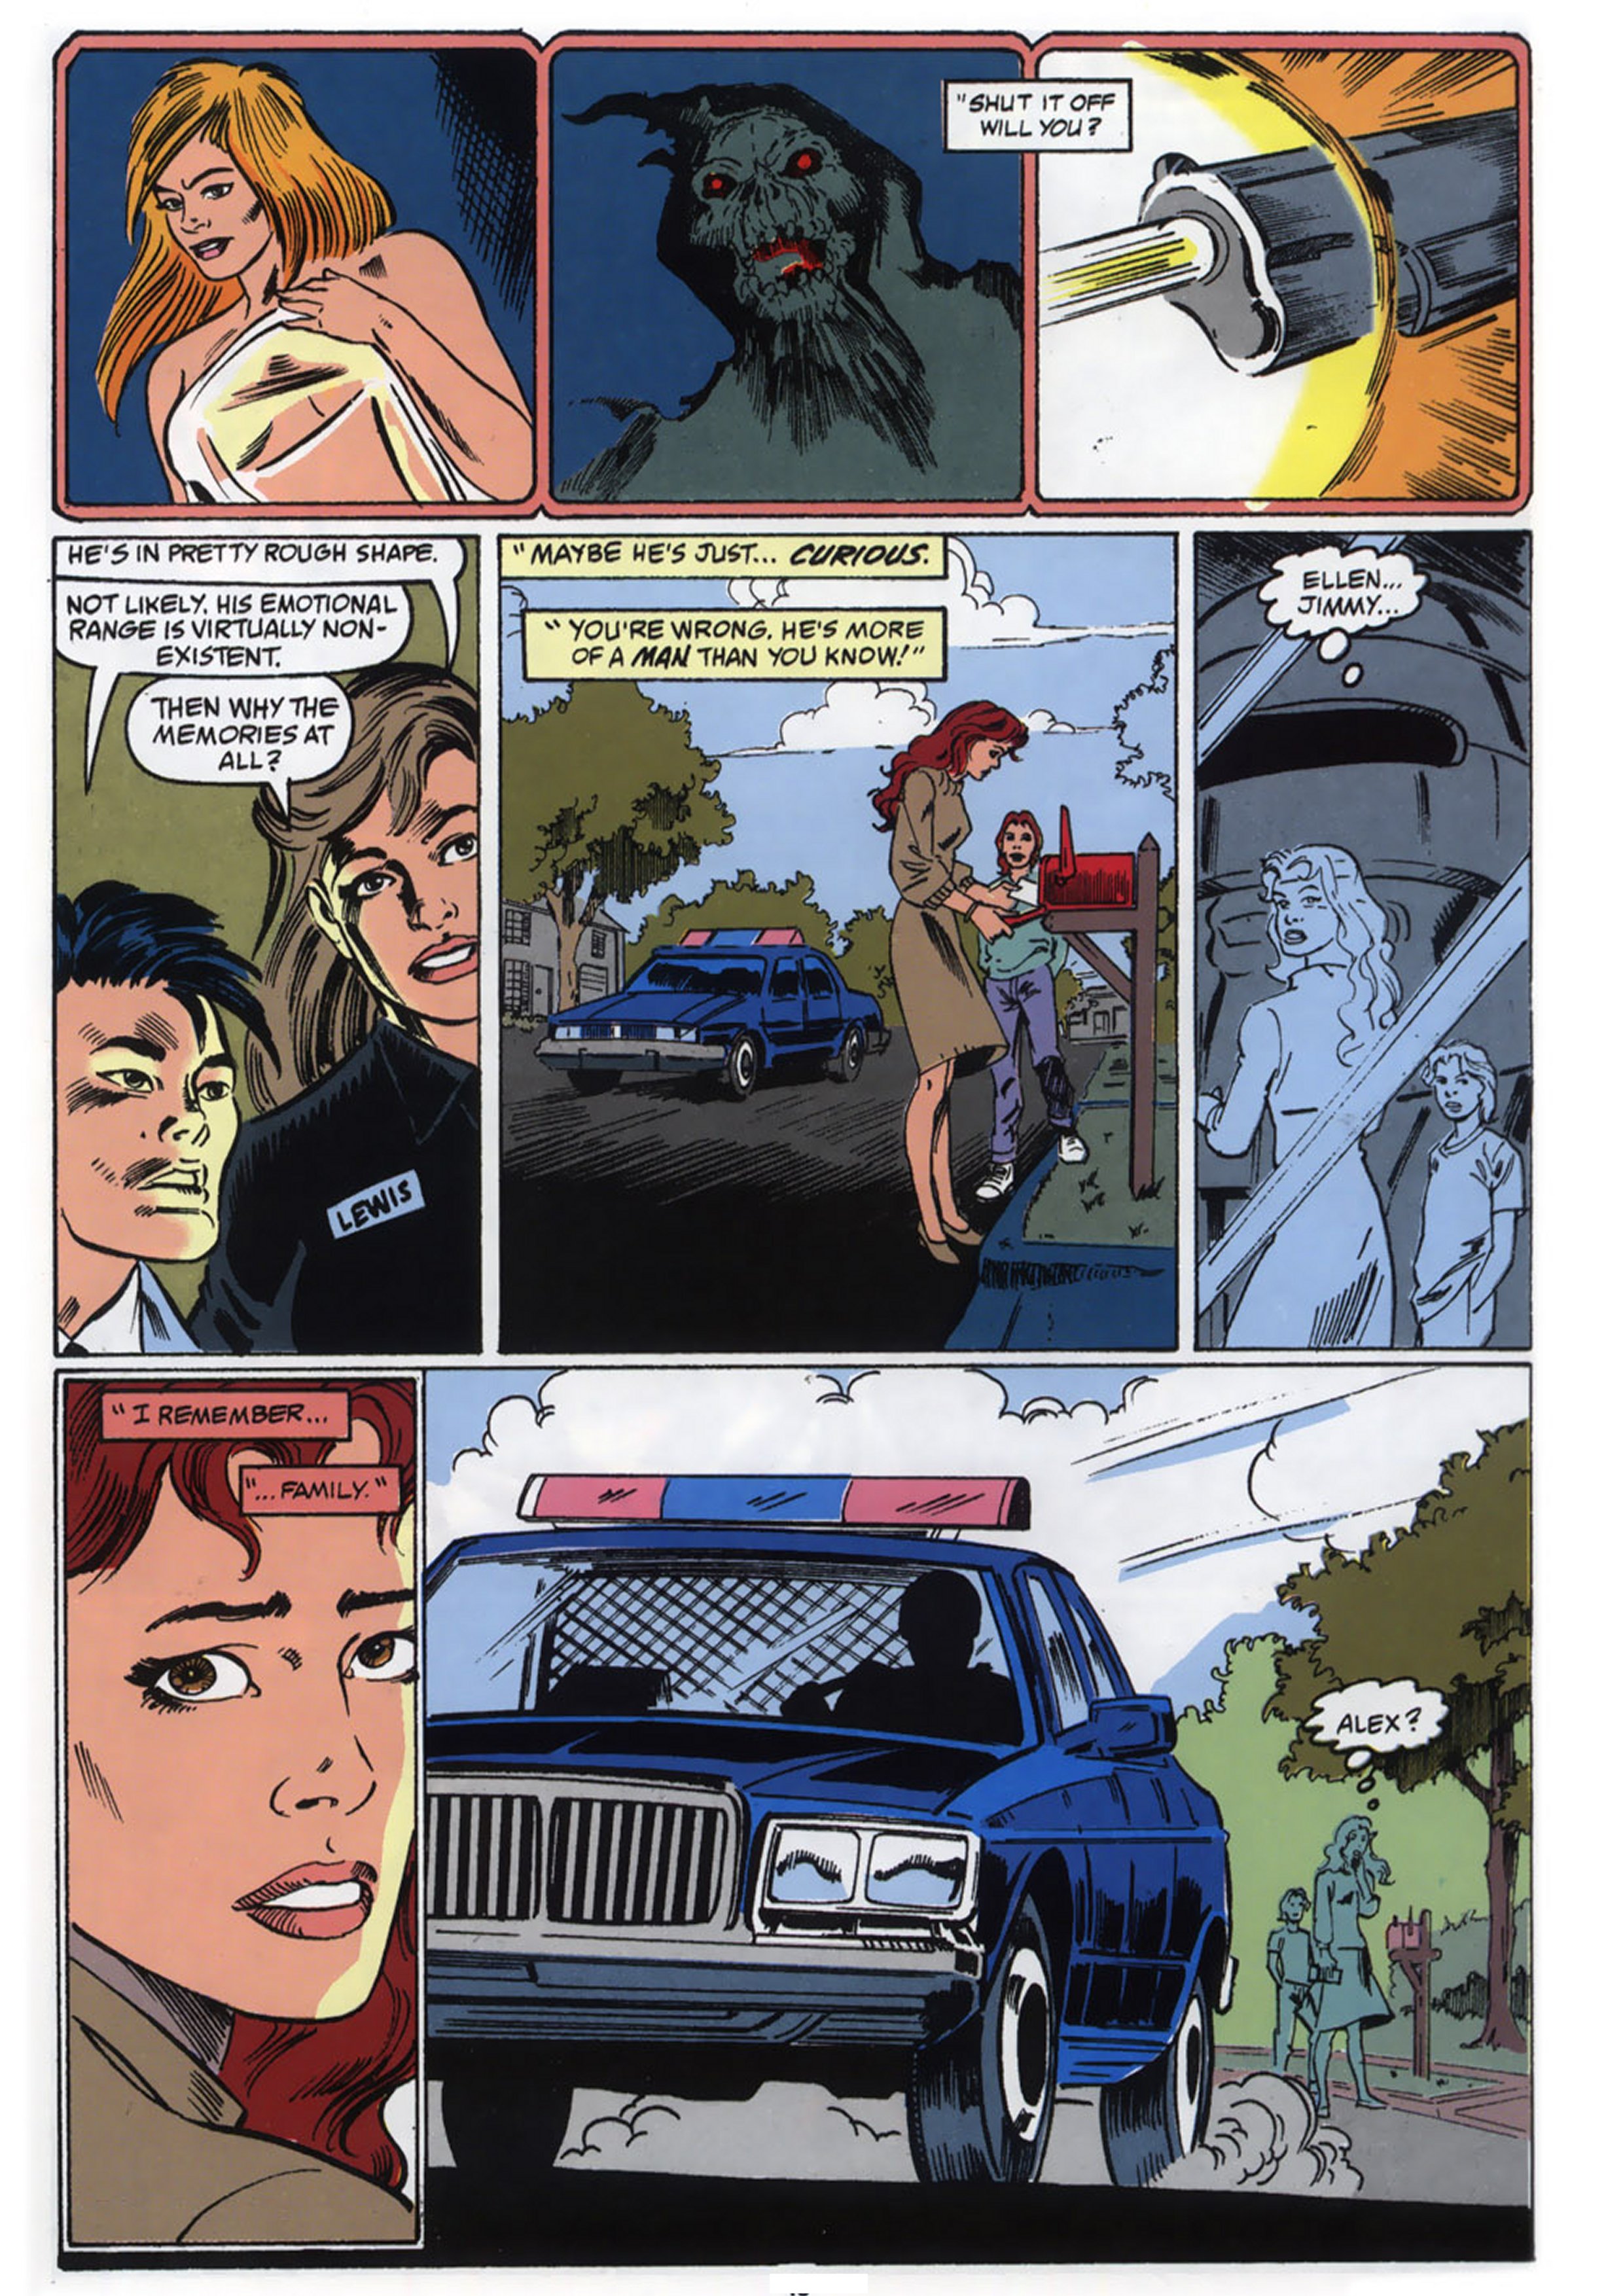 "SHUT IT OFF
WILL YOU?
HE'S IN PRETTY ROUGH SHAPE.
NOT LIKELY. HIS EMOTIONAL
RANGE IS VIRTUALLY NON-
EXISTENT.
THEN WHY THE
MEMORIES AT
ALL?
LEWIS
"MAYBE HE'S JUST... CURIOUS.
"YOU'RE WRONG. HE'S MORE
OF A MAN THAN YOU KNOW!"
ELLEN...
JIMMY...
"I REMEMBER...
"...FAMILY."
ALEX?